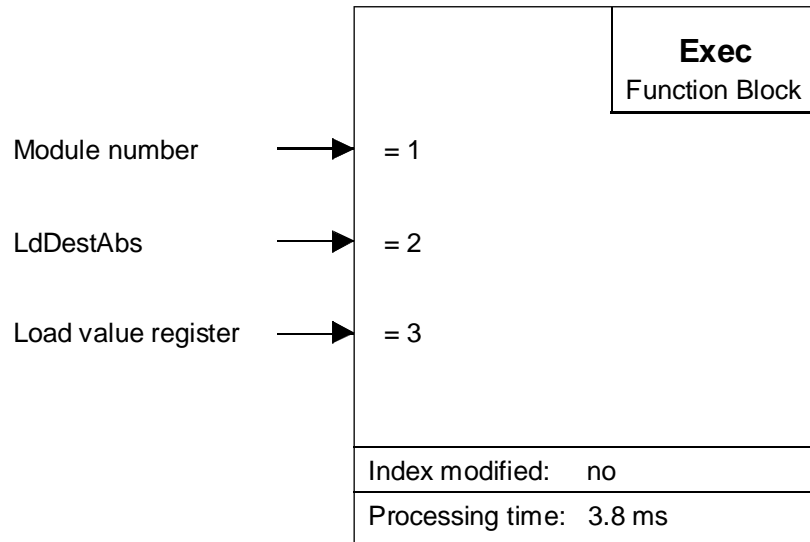 Exec
Function Block
Module number = 1
LdDestAbs = 2
Load value register = 3
Index modified: no
Processing time: 3.8 ms